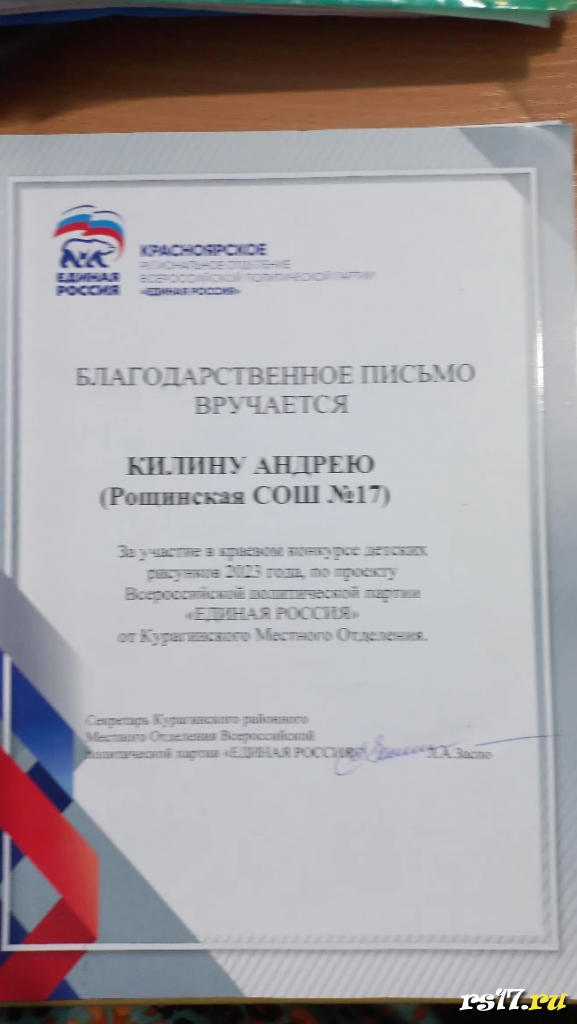 ЕДИНАЯ
РОССИЯ
КРАСНОЯРСКОЕ
РЕГИОНАЛЬНОЕ ОТДЕЛЕНИЕ
ВСЕРОССИЙСКОЙ ПОЛИТИЧЕСКОЙ ПАРТИИ
«ЕДИНАЯ РОССИЯ»
БЛАГОДАРСТВЕННОЕ ПИСЬМО
ВРУЧАЕТСЯ
КИЛИНУ АНДРЕЮ
(Рощинская СОШ №17)
За участие в краевом конкурсе детских
рисунков 2023 года, по проекту
Всероссийской политической партии
«ЕДИНАЯ РОССИЯ»
от Курагинского Местного Отделения.
Секретарь Курагинского районного
Местного Отделения Всероссийской
политической партии «ЕДИНАЯ РОССИЯ» Л.А.Заспо
rs17.ru